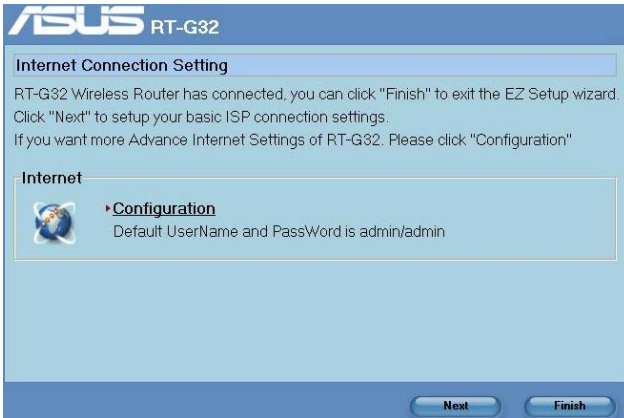 ASUS RT-G32
Internet Connection Setting
RT-G32 Wireless Router has connected, you can click "Finish" to exit the EZ Setup wizard.
Click "Next" to setup your basic ISP connection settings.
If you want more Advance Internet Settings of RT-G32. Please click "Configuration"
Internet
Configuration
Default UserName and PassWord is admin/admin
Next Finish